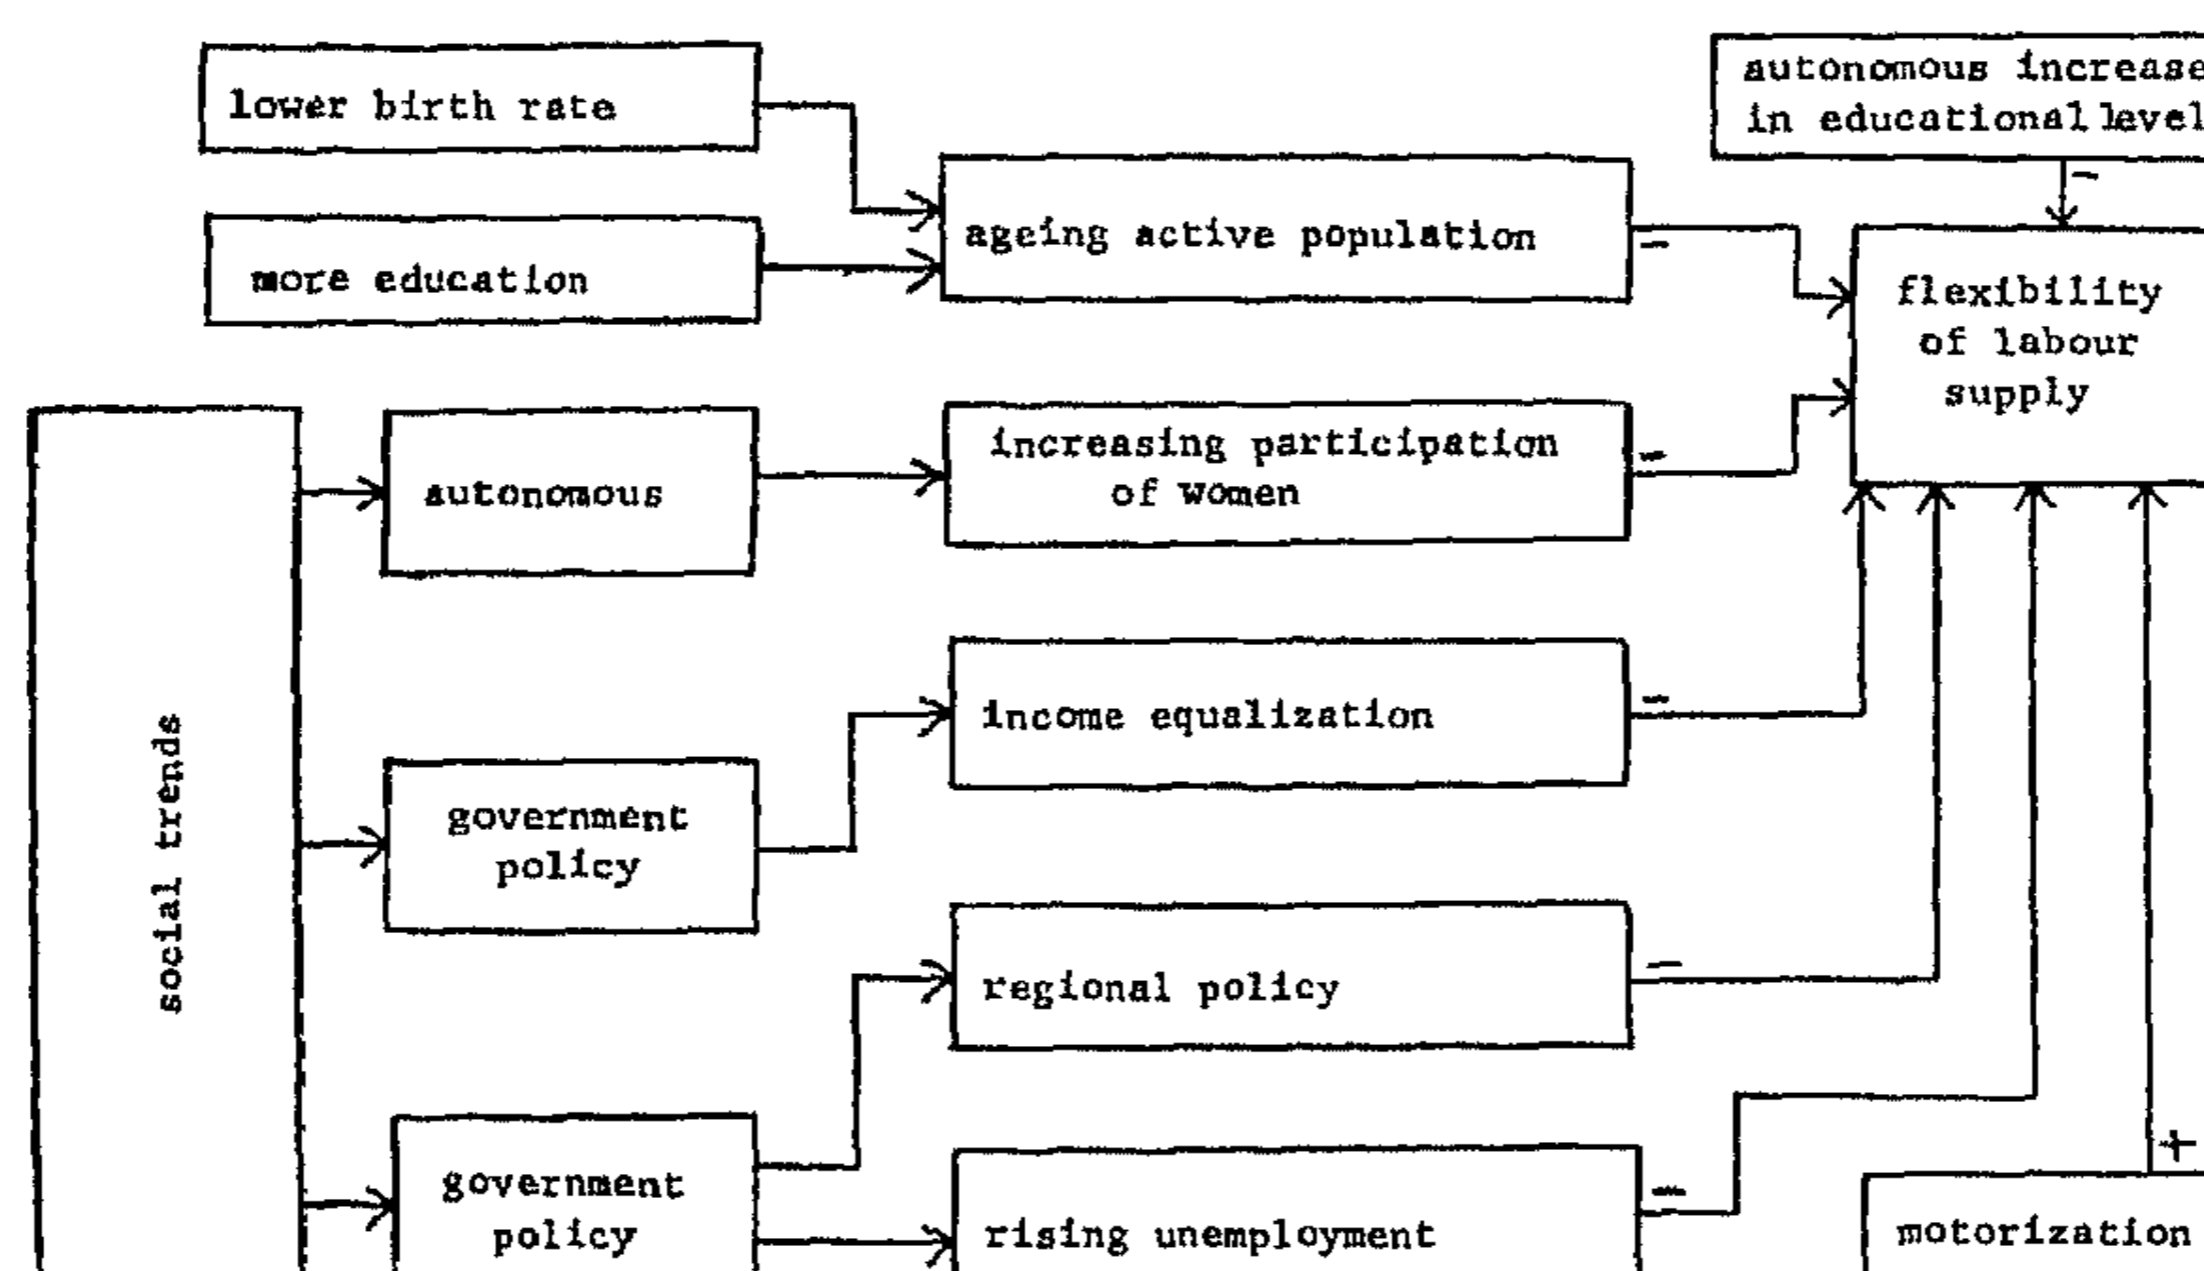 lower birth rate
autonomous increase
in educational level
more education
ageing active population
-
-
flexibility
of labour
supply
autonomous
increasing participation
of women
-
social trends
government
policy
income equalization
-
regional policy
-
government
policy
rising unemployment
-
+
motorization